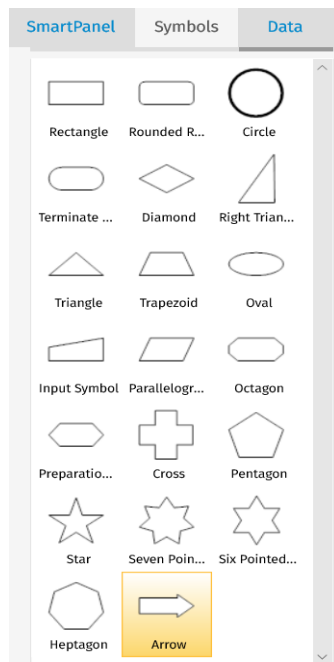 SmartPanel Symbols Data
Rectangle Rounded R... Circle
Terminate ... Diamond Right Trian...
Triangle Trapezoid Oval
Input Symbol Parallelogr... Octagon
Preparatio... Cross Pentagon
Star Seven Poin... Six Pointed...
Heptagon Arrow